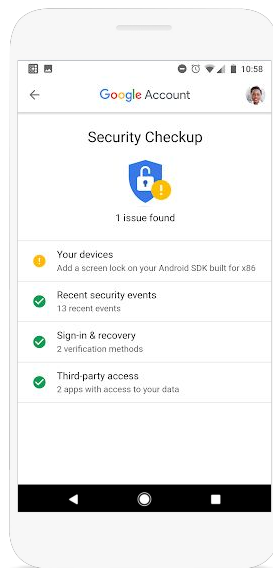 10:58
Google Account
Security Checkup
1 issue found
Your devices
Add a screen lock on your Android SDK built for x86
Recent security events
13 recent events
Sign-in & recovery
2 verification methods
Third-party access
2 apps with access to your data